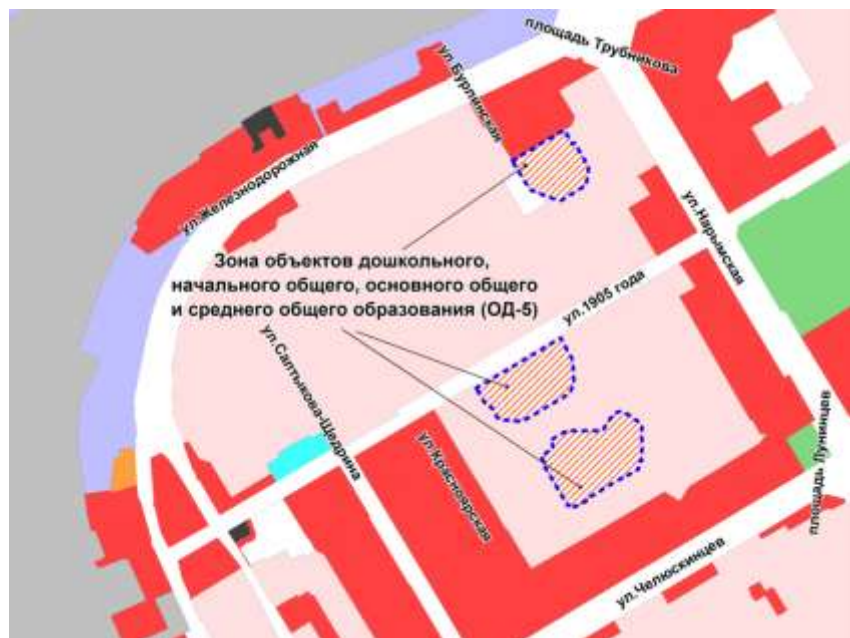 площадь Трубникова
ул.Бурлинская
ул.Железнодорожная
ул.Нарымская
Зона объектов дошкольного,
начального общего, основного общего
и среднего общего образования (ОД-5)
ул.1905 года
ул.Салтыкова-Щедрина
ул.Красноярская
площадь Лунинцев
ул.Челюскинцев